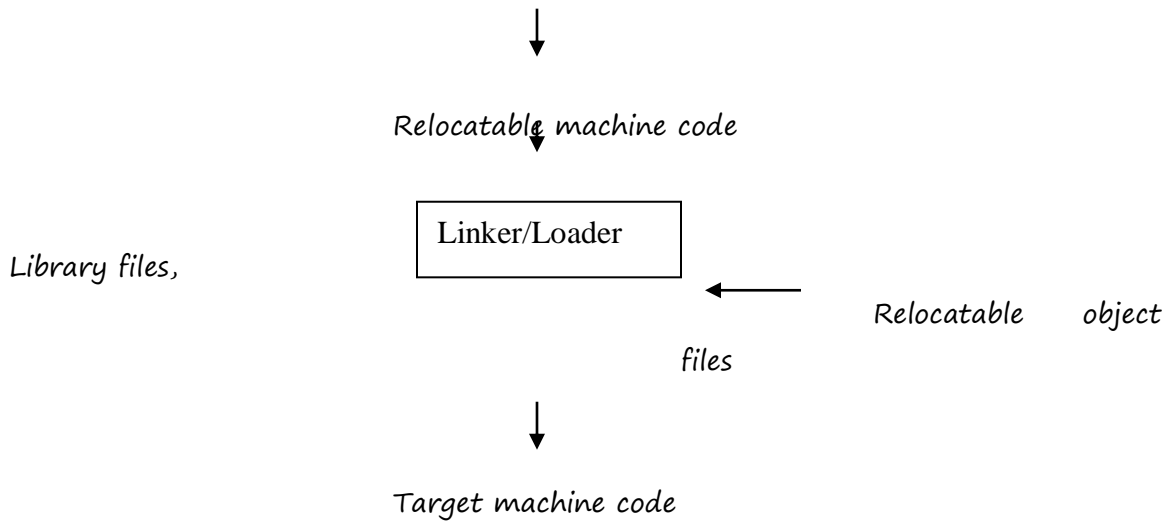 Relocatable machine code
Linker/Loader
Library files,
Relocatable object
files
Target machine code